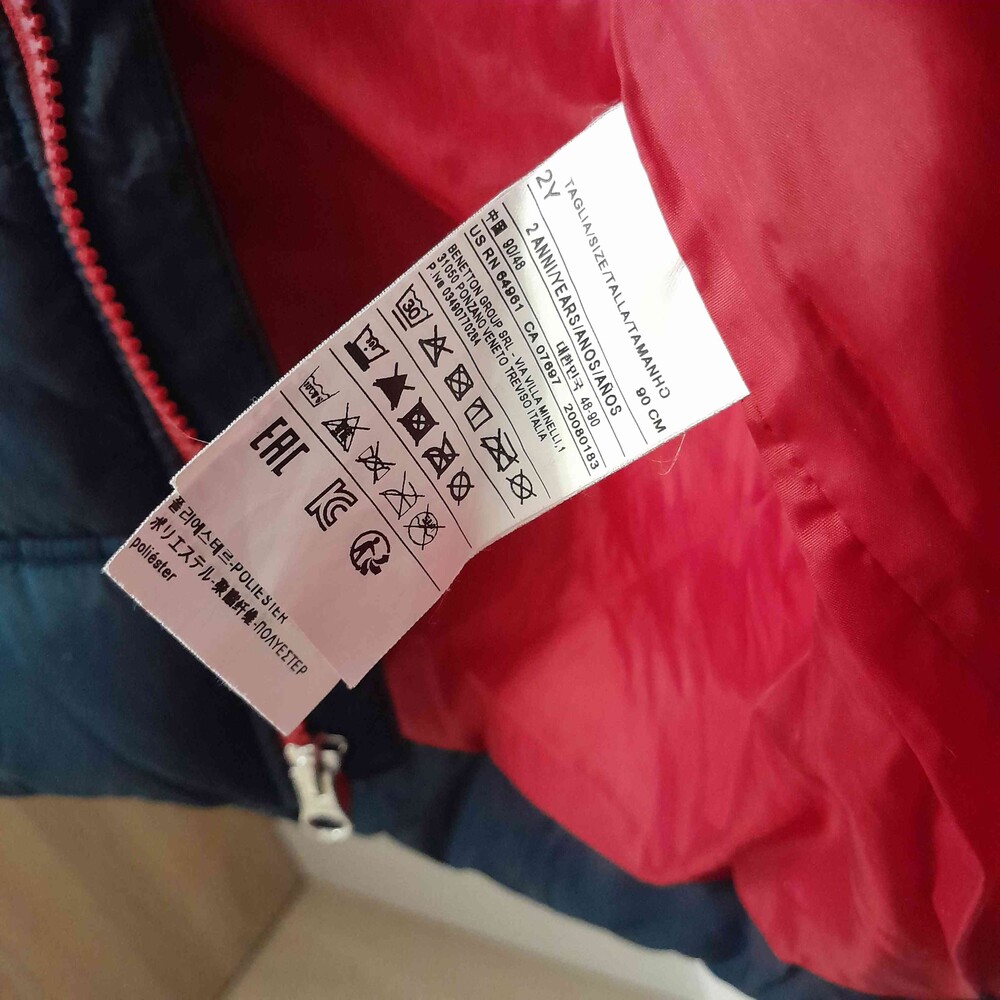 TAGLIA/SIZE/TALLA/TAMANHO
2Y 90 CM
2 ANNI/YEARS/ANOS/AÑOS
中國 90/48 대한민국 48-90
US RN 64961 CA 07697 20080183
BENETTON GROUP SRL - VIA VILLA MINELLI,1
31050 PONZANO VENETO TREVISO ITALIA
P.iva 03490770264
30
EAC
폴리에스테르-POLIESTER
ポリエステル-聚酯纤维-ΠΟΛΥΕΣΤΕΡ
poliéster